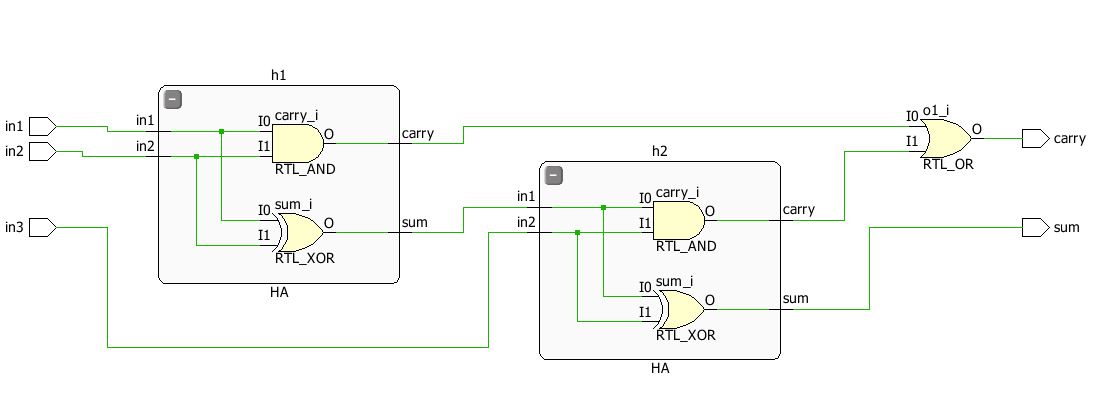 h1
in1
in2
in1
in2
I0
I1
carry_i
O
RTL_AND
carry
I0
I1
sum_i
O
RTL_XOR
sum
HA
in3
h2
in1
in2
I0
I1
carry_i
O
RTL_AND
carry
I0
I1
sum_i
O
RTL_XOR
sum
HA
I0
I1
o1_i
O
RTL_OR
carry
sum